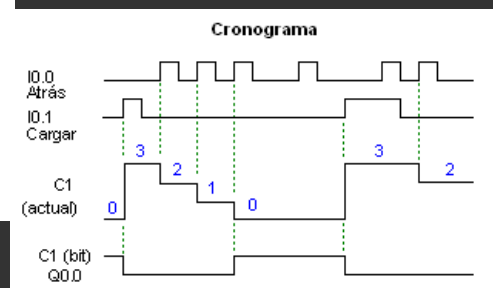 Cronograma
I0.0
Atrás
I0.1
Cargar
3
2
1
0
0
3
2
C1
(actual)
C1 (bit)
Q0.0